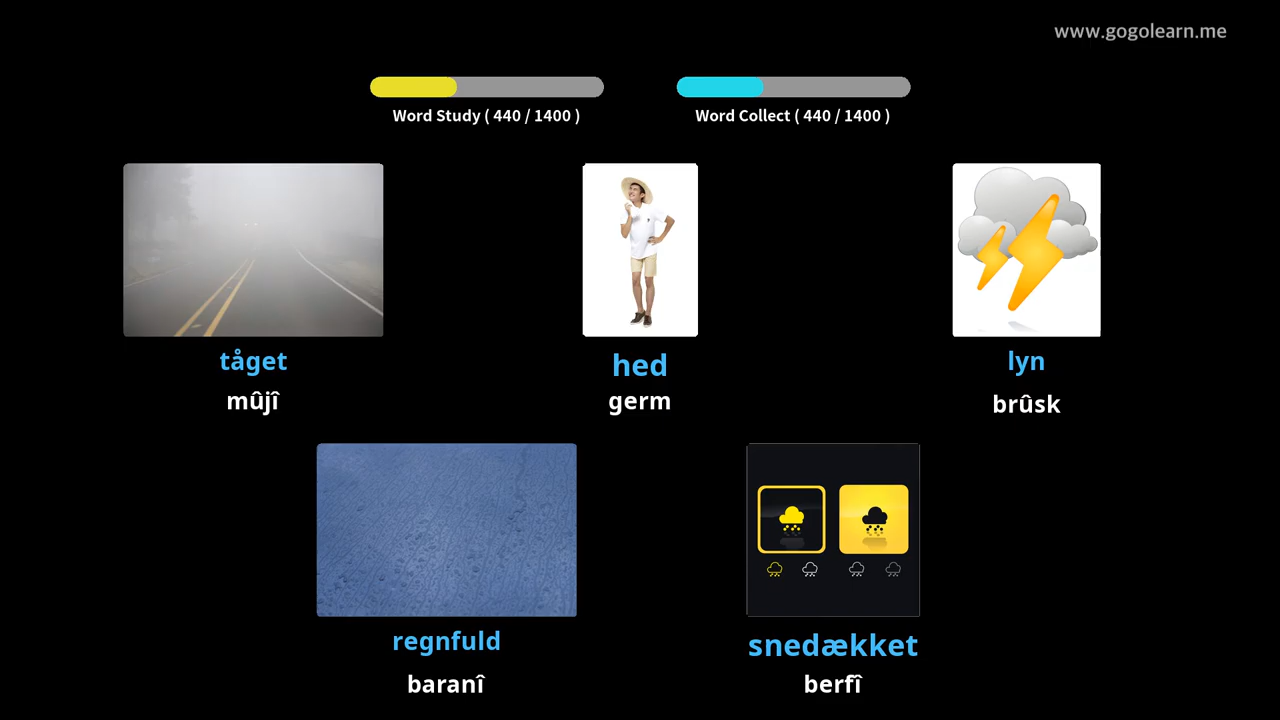 www.gogolearn.me
Word Study ( 440 / 1400 )
Word Collect ( 440 / 1400 )
tåget
mûjî
hed
germ
lyn
brûsk
regnfuld
baranî
snedækket
berfî